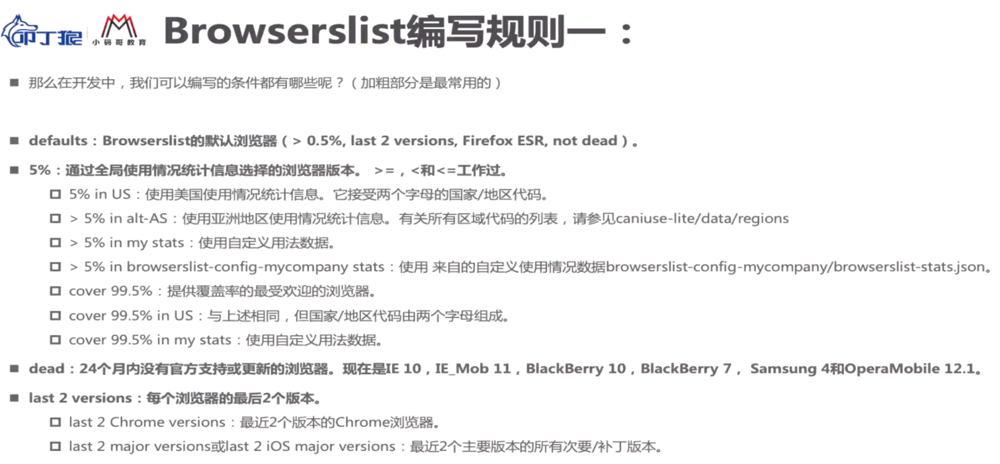 叩丁狼
小码哥教育
Browserslist编写规则一：
那么在开发中，我们可以编写的条件都有哪些呢？（加粗部分是最常用的）
defaults：Browserslist的默认浏览器（> 0.5%, last 2 versions, Firefox ESR, not dead）。
5%：通过全局使用情况统计信息选择的浏览器版本。 >=，<和<=工作过。
5% in US：使用美国使用情况统计信息。它接受两个字母的国家/地区代码。
> 5% in alt-AS：使用亚洲地区使用情况统计信息。有关所有区域代码的列表，请参见caniuse-lite/data/regions
> 5% in my stats：使用自定义用法数据。
> 5% in browserslist-config-mycompany stats：使用 来自的自定义使用情况数据browserslist-config-mycompany/browserslist-stats.json。
cover 99.5%：提供覆盖率的最受欢迎的浏览器。
cover 99.5% in US：与上述相同，但国家/地区代码由两个字母组成。
cover 99.5% in my stats：使用自定义用法数据。
dead：24个月内没有官方支持或更新的浏览器。现在是IE 10，IE_Mob 11，BlackBerry 10，BlackBerry 7， Samsung 4和OperaMobile 12.1。
last 2 versions：每个浏览器的最后2个版本。
last 2 Chrome versions：最近2个版本的Chrome浏览器。
last 2 major versions或last 2 iOS major versions：最近2个主要版本的所有次要/补丁版本。